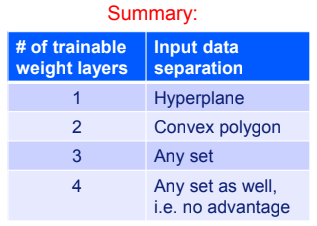 Summary:
# of trainable weight layers
Input data separation
1
Hyperplane
2
Convex polygon
3
Any set
4
Any set as well,
i.e. no advantage